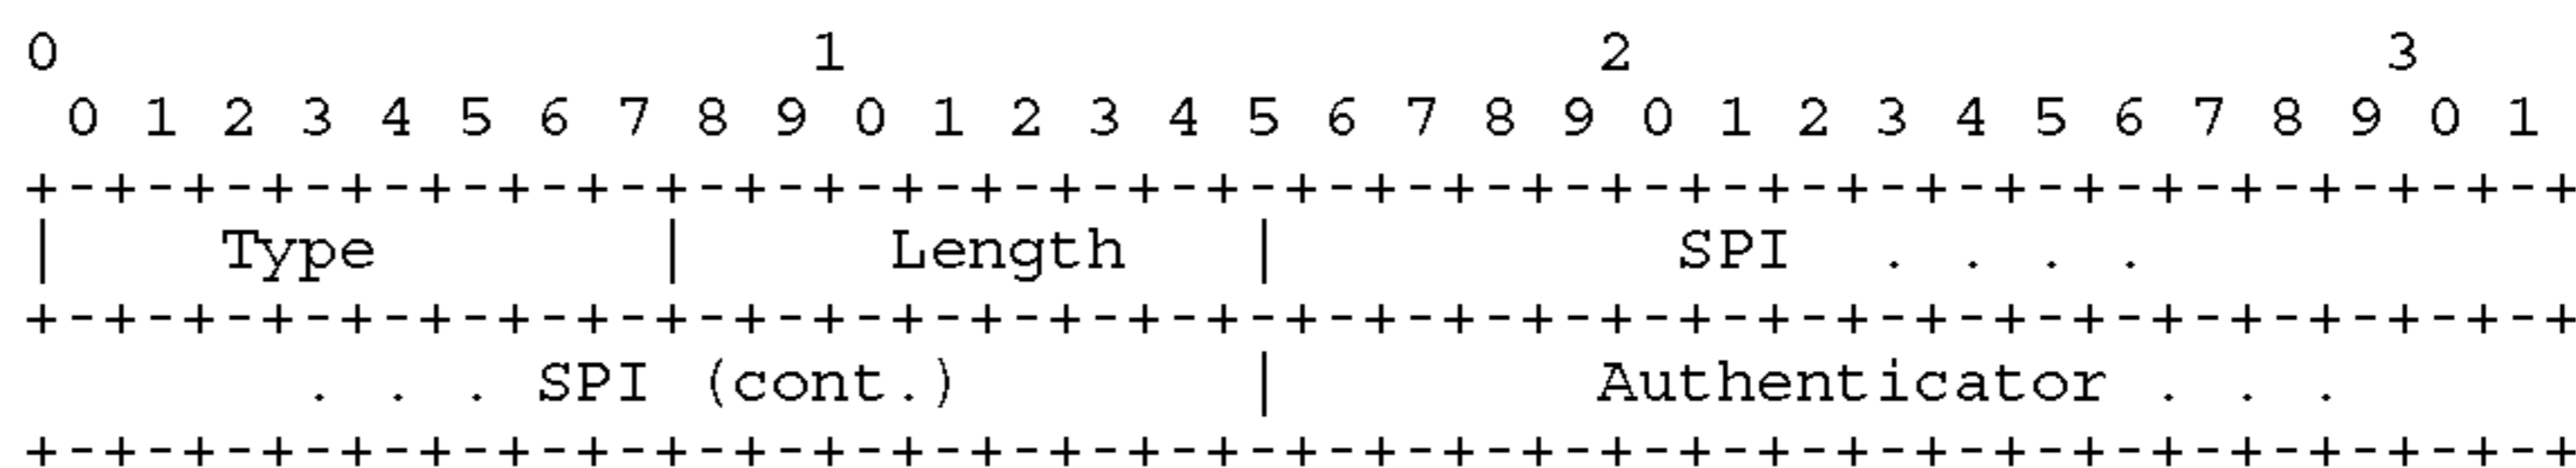 0                   1                   2                   3
 0 1 2 3 4 5 6 7 8 9 0 1 2 3 4 5 6 7 8 9 0 1 2 3 4 5 6 7 8 9 0 1
+-+-+-+-+-+-+-+-+-+-+-+-+-+-+-+-+-+-+-+-+-+-+-+-+-+-+-+-+-+-+-+-+
|    Type       |     Length   |          SPI  . . . .
+-+-+-+-+-+-+-+-+-+-+-+-+-+-+-+-+-+-+-+-+-+-+-+-+-+-+-+-+-+-+-+-+
       . . . SPI (cont.)       |        Authenticator . . .
+-+-+-+-+-+-+-+-+-+-+-+-+-+-+-+-+-+-+-+-+-+-+-+-+-+-+-+-+-+-+-+-+